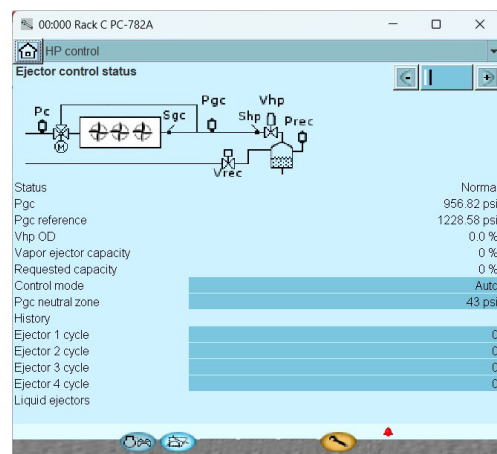 00:000 Rack C PC-782A
HP control
Ejector control status
Pc
Sgc
Pgc
Vhp
Shp
Prec
M
Vrec
Status Norma
Pgc 956.82 psi
Pgc reference 1228.58 psi
Vhp OD 0.0 %
Vapor ejector capacity 0 %
Requested capacity 0 %
Control mode Auto
Pgc neutral zone 43 psi
History
Ejector 1 cycle 0
Ejector 2 cycle 0
Ejector 3 cycle 0
Ejector 4 cycle 0
Liquid ejectors